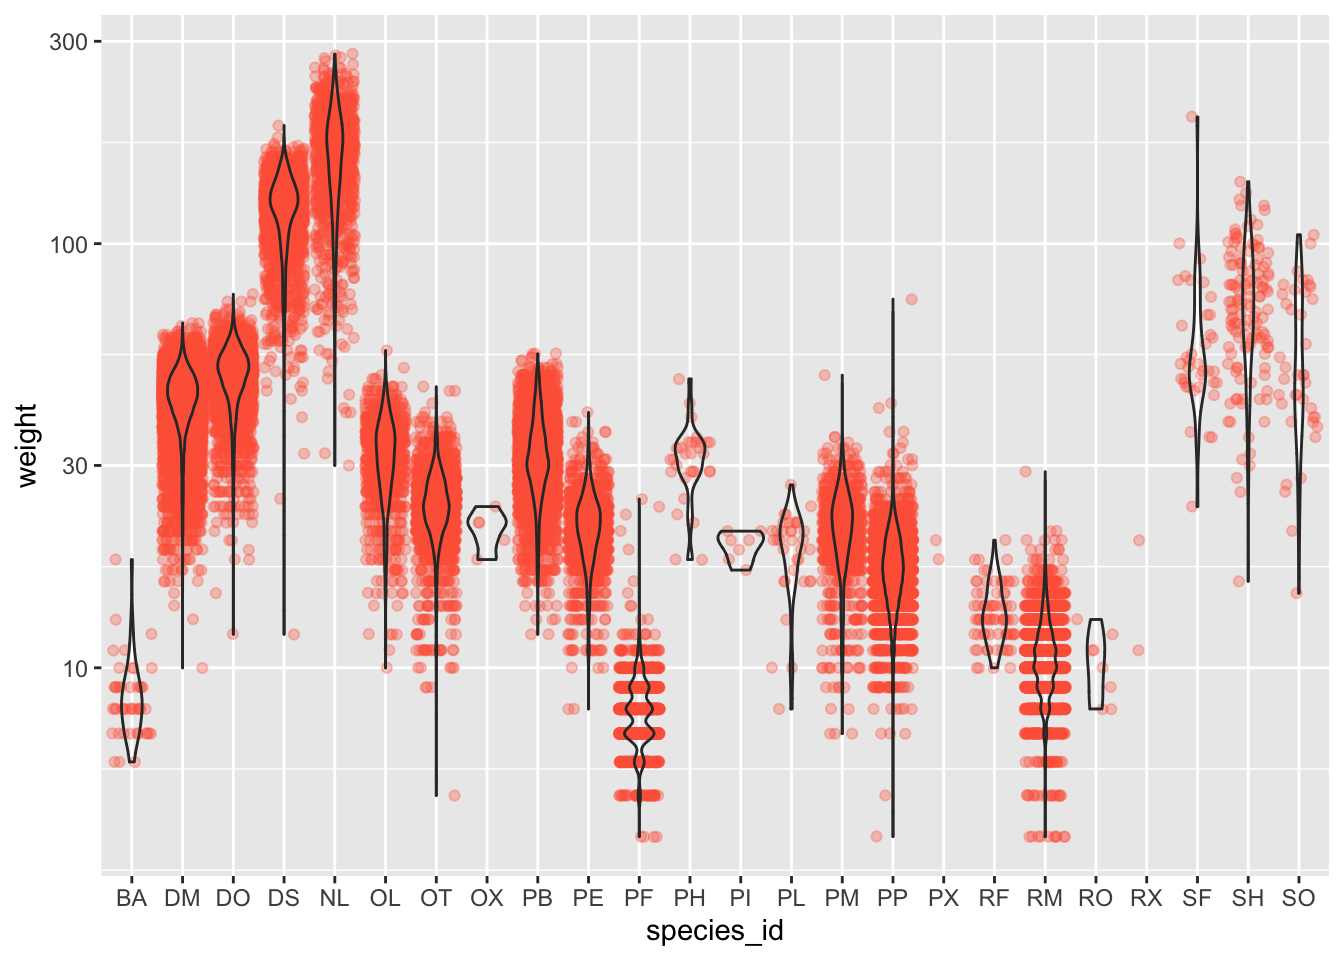 300
100
30
10
weight
BA DM DO DS NL OL OT OX PB PE PF PH PI PL PM PP PX RF RM RO RX SF SH SO
species_id